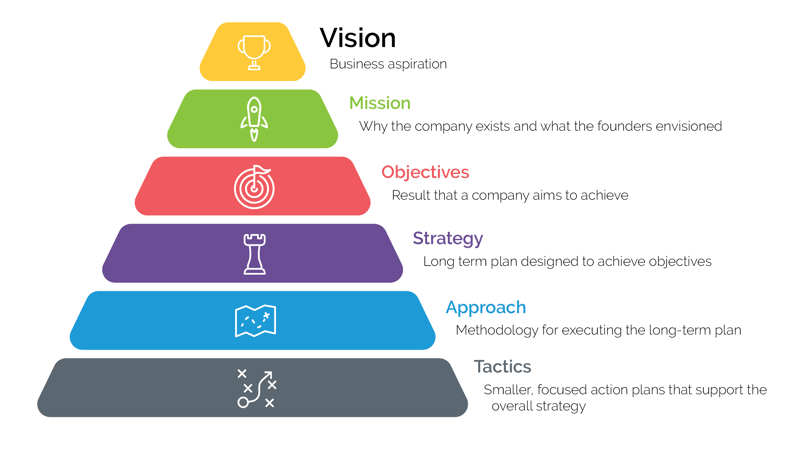 Vision
Business aspiration
Mission
Why the company exists and what the founders envisioned
Objectives
Result that a company aims to achieve
Strategy
Long term plan designed to achieve objectives
Approach
Methodology for executing the long-term plan
Tactics
Smaller, focused action plans that support the
overall strategy